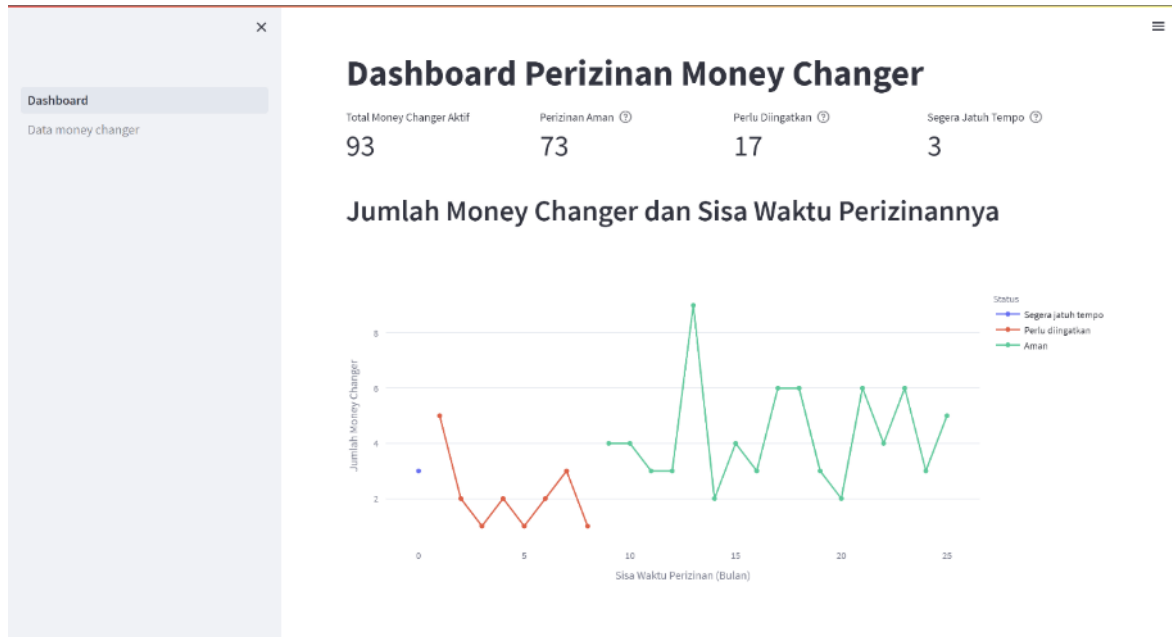 Dashboard
Data money changer
Dashboard Perizinan Money Changer
Total Money Changer Aktif
93
Perizinan Aman
73
Perlu Diingatkan
17
Segera Jatuh Tempo
3
Jumlah Money Changer dan Sisa Waktu Perizinannya
Status
Segera jatuh tempo
Perlu diingatkan
Aman
Jumlah Money Changer
8
6
4
2
0 5 10 15 20 25
Sisa Waktu Perizinan (Bulan)